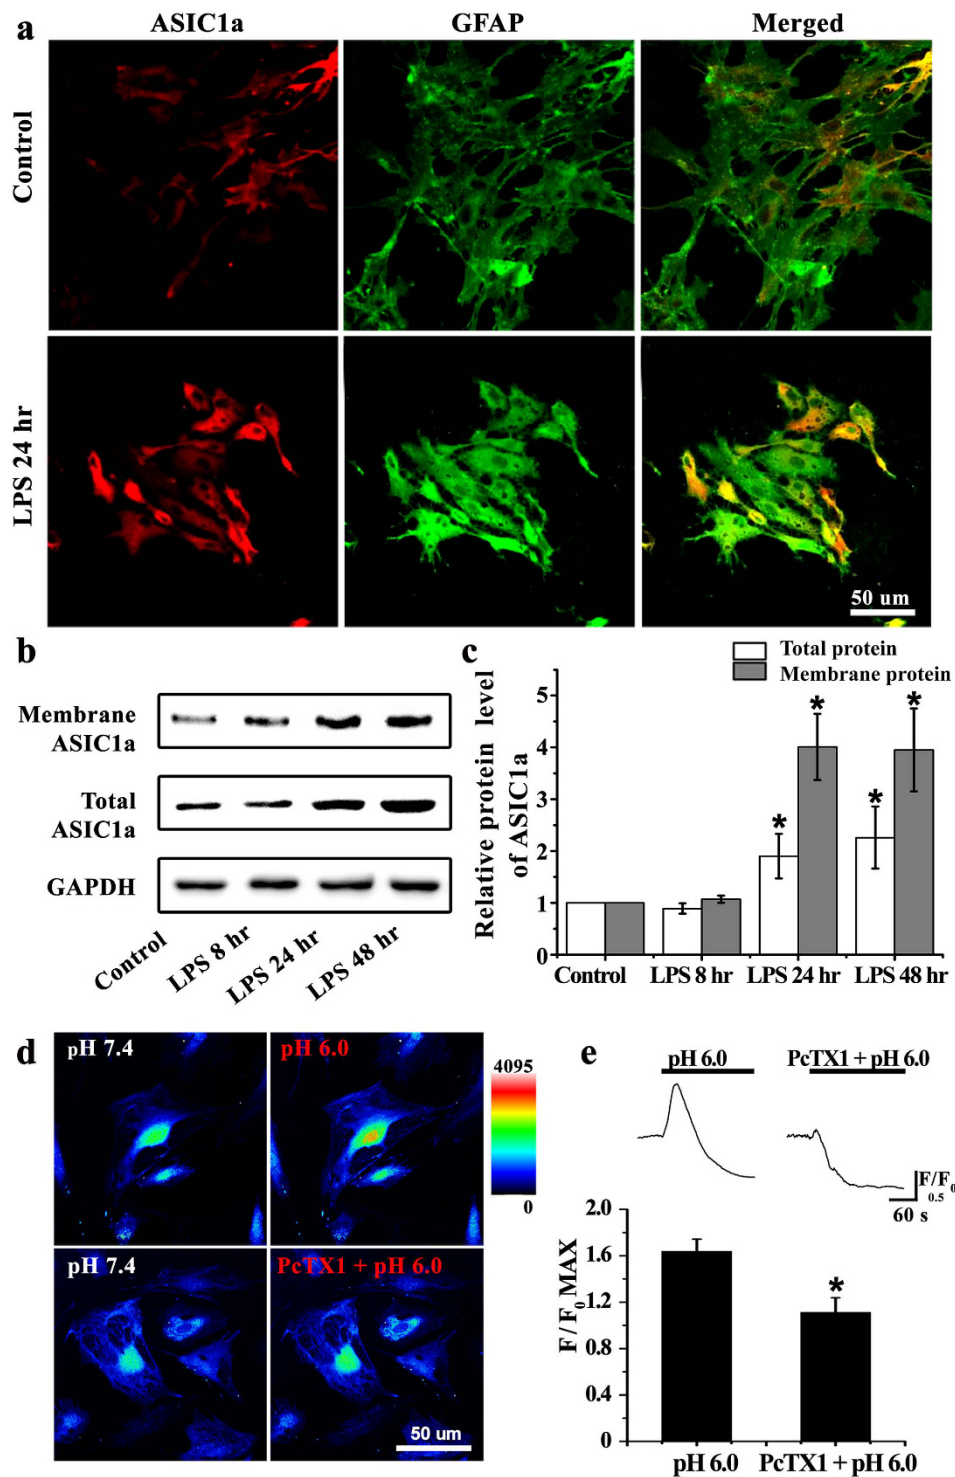 a
ASIC1a
GFAP
Merged
Control
LPS 24 hr
50 um
b
Membrane
ASIC1a
Total
ASIC1a
GAPDH
Control
LPS 8 hr
LPS 24 hr
LPS 48 hr
c
Total protein
Membrane protein
Relative protein level
of ASIC1a
5
4
3
2
1
0
*
*
*
*
Control
LPS 8 hr
LPS 24 hr
LPS 48 hr
d
pH 7.4
pH 6.0
4095
0
pH 7.4
PcTX1 + pH 6.0
50 um
e
pH 6.0
PcTX1 + pH 6.0
F/F0
0.5
60 s
F/F0 MAX
2.0
1.6
1.2
0.8
0.4
0
*
pH 6.0
PcTX1 + pH 6.0